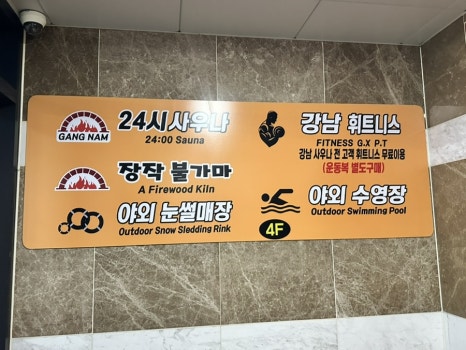 GANG NAM
24시 사우나
24:00 Sauna
장작 불가마
A Firewood Kiln
야외 눈썰매장
Outdoor Snow Sledding Rink
강남 휘트니스
FITNESS G.X P.T
강남 사우나 전 고객 휘트니스 무료이용
(운동복 별도구매)
야외 수영장
Outdoor Swimming Pool
4F